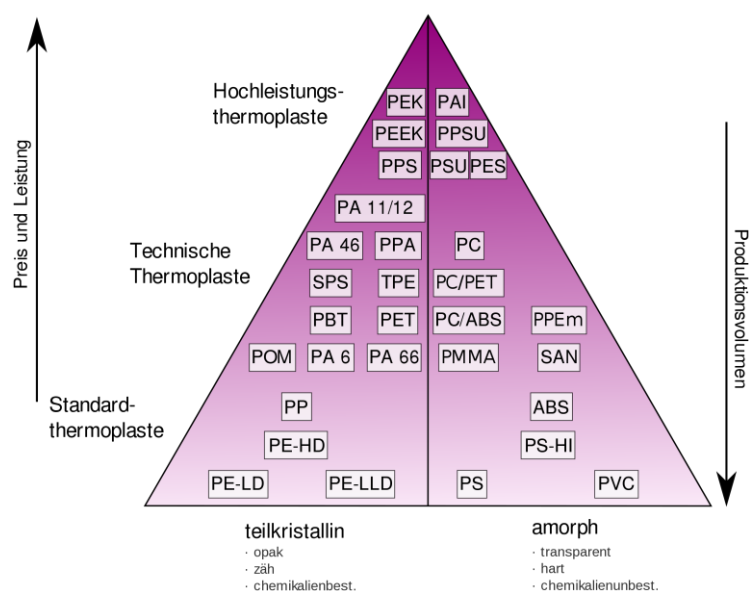 Preis und Leistung
Hochleistungs-
thermoplaste
PEK PAI
PEEK PPSU
PPS PSU PES
PA 11/12
Technische
Thermoplaste
PA 46 PPA PC
SPS TPE PC/PET
PBT PET PC/ABS PPEm
POM PA 6 PA 66 PMMA SAN
Standard-
thermoplaste
PP ABS
PE-HD PS-HI
PE-LD PE-LLD PS PVC
Produktionsvolumen
teilkristallin
· opak
· zäh
· chemikalienbest.
amorph
· transparent
· hart
· chemikalienunbest.